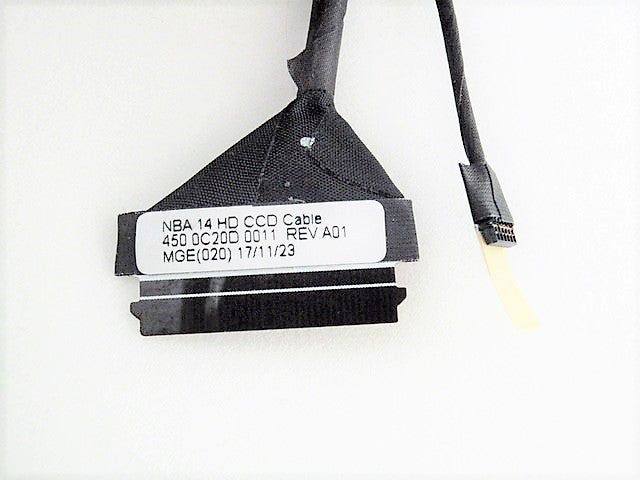 NBA 14 HD CCD Cable
450 0C20D 0011 REV A01
MGE(020) 17/11/23